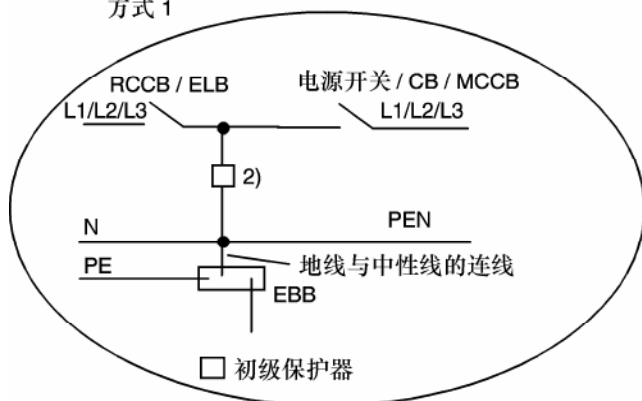 方式 1
RCCB / ELB
电源开关 / CB / MCCB
L1/L2/L3
L1/L2/L3
2)
N
PEN
PE
地线与中性线的连线
EBB
初级保护器